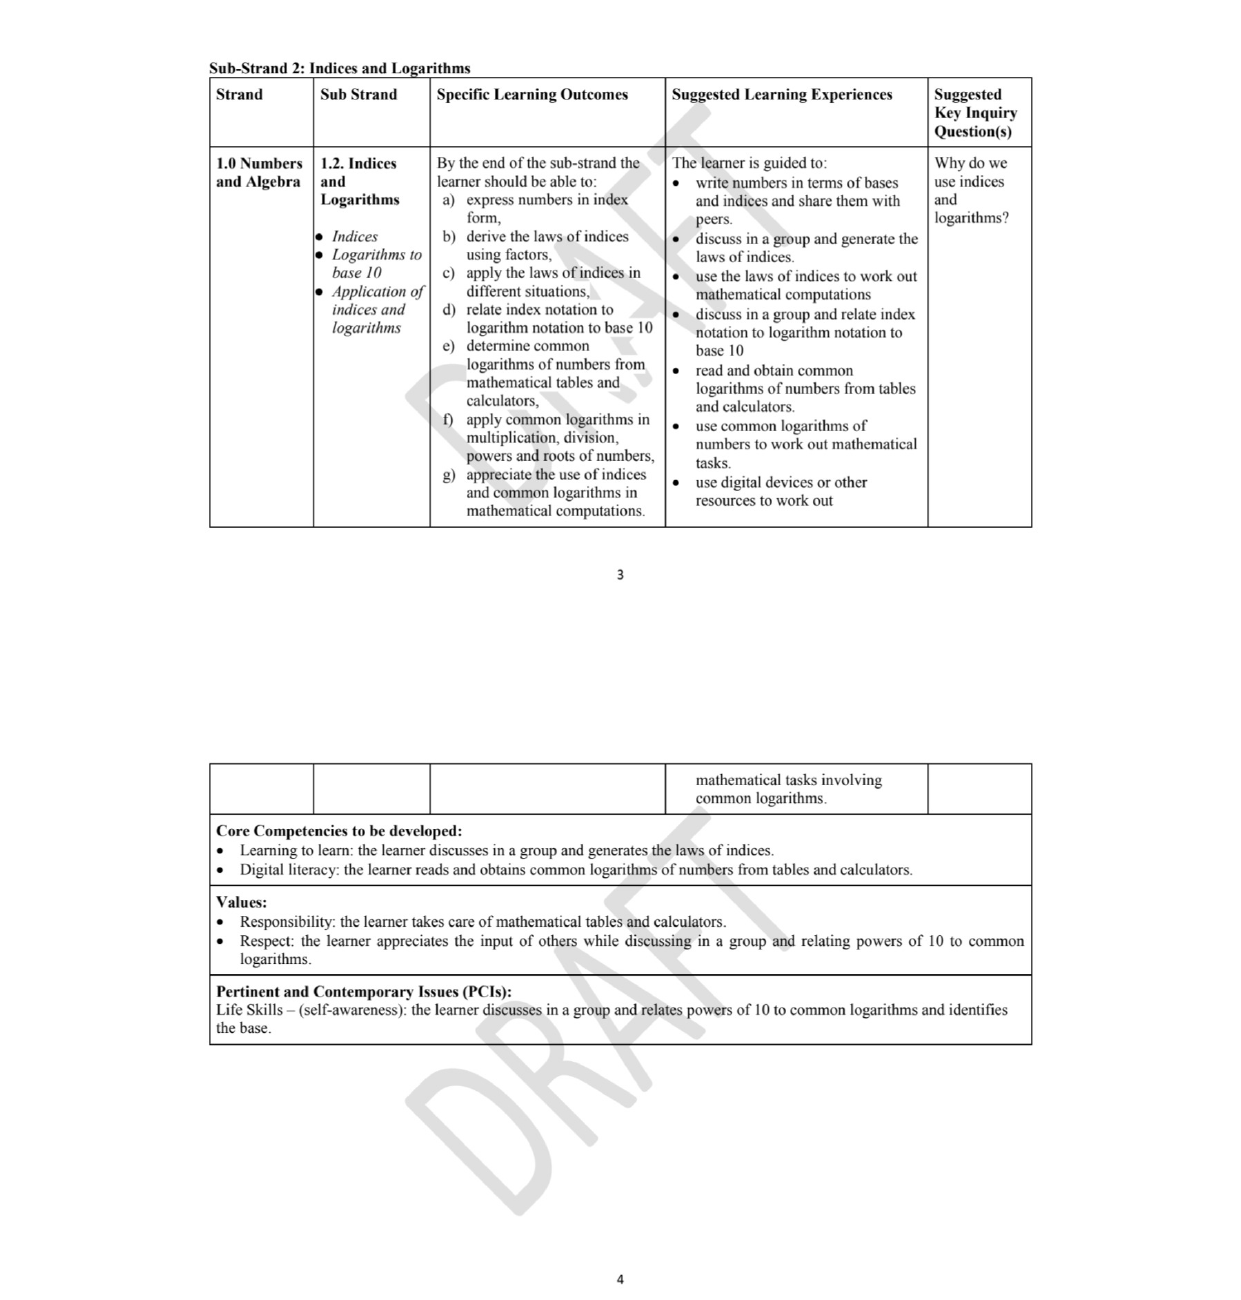 Sub-Strand 2: Indices and Logarithms
Strand
Sub Strand
Specific Learning Outcomes
Suggested Learning Experiences
Suggested
Key Inquiry
Question(s)
1.0 Numbers
and Algebra
1.2. Indices
and
Logarithms
● Indices
● Logarithms to
base 10
● Application of
indices and
logarithms
By the end of the sub-strand the
learner should be able to:
a) express numbers in index
form,
b) derive the laws of indices
using factors,
c) apply the laws of indices in
different situations,
d) relate index notation to
logarithm notation to base 10
e) determine common
logarithms of numbers from
mathematical tables and
calculators,
f) apply common logarithms in
multiplication, division,
powers and roots of numbers,
g) appreciate the use of indices
and common logarithms in
mathematical computations.
The learner is guided to:
● write numbers in terms of bases
and indices and share them with
peers.
● discuss in a group and generate the
laws of indices.
● use the laws of indices to work out
mathematical computations
● discuss in a group and relate index
notation to logarithm notation to
base 10
● read and obtain common
logarithms of numbers from tables
and calculators.
● use common logarithms of
numbers to work out mathematical
tasks.
● use digital devices or other
resources to work out
Why do we
use indices
and
logarithms?
DRAFT
3
mathematical tasks involving
common logarithms.
Core Competencies to be developed:
● Learning to learn: the learner discusses in a group and generates the laws of indices.
● Digital literacy: the learner reads and obtains common logarithms of numbers from tables and calculators.
Values:
● Responsibility: the learner takes care of mathematical tables and calculators.
● Respect: the learner appreciates the input of others while discussing in a group and relating powers of 10 to common
logarithms.
Pertinent and Contemporary Issues (PCIs):
Life Skills – (self-awareness): the learner discusses in a group and relates powers of 10 to common logarithms and identifies
the base.
DRAFT
4